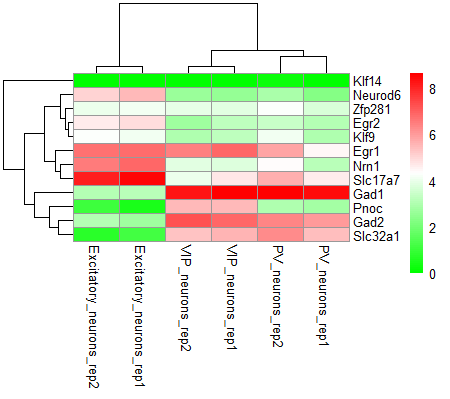 Klf14
Neurod6
Zfp281
Egr2
Klf9
Egr1
Nrn1
Slc17a7
Gad1
Pnoc
Gad2
Slc32a1
8
6
4
2
0
Excitatory_neurons_rep2
Excitatory_neurons_rep1
VIP_neurons_rep2
VIP_neurons_rep1
PV_neurons_rep2
PV_neurons_rep1